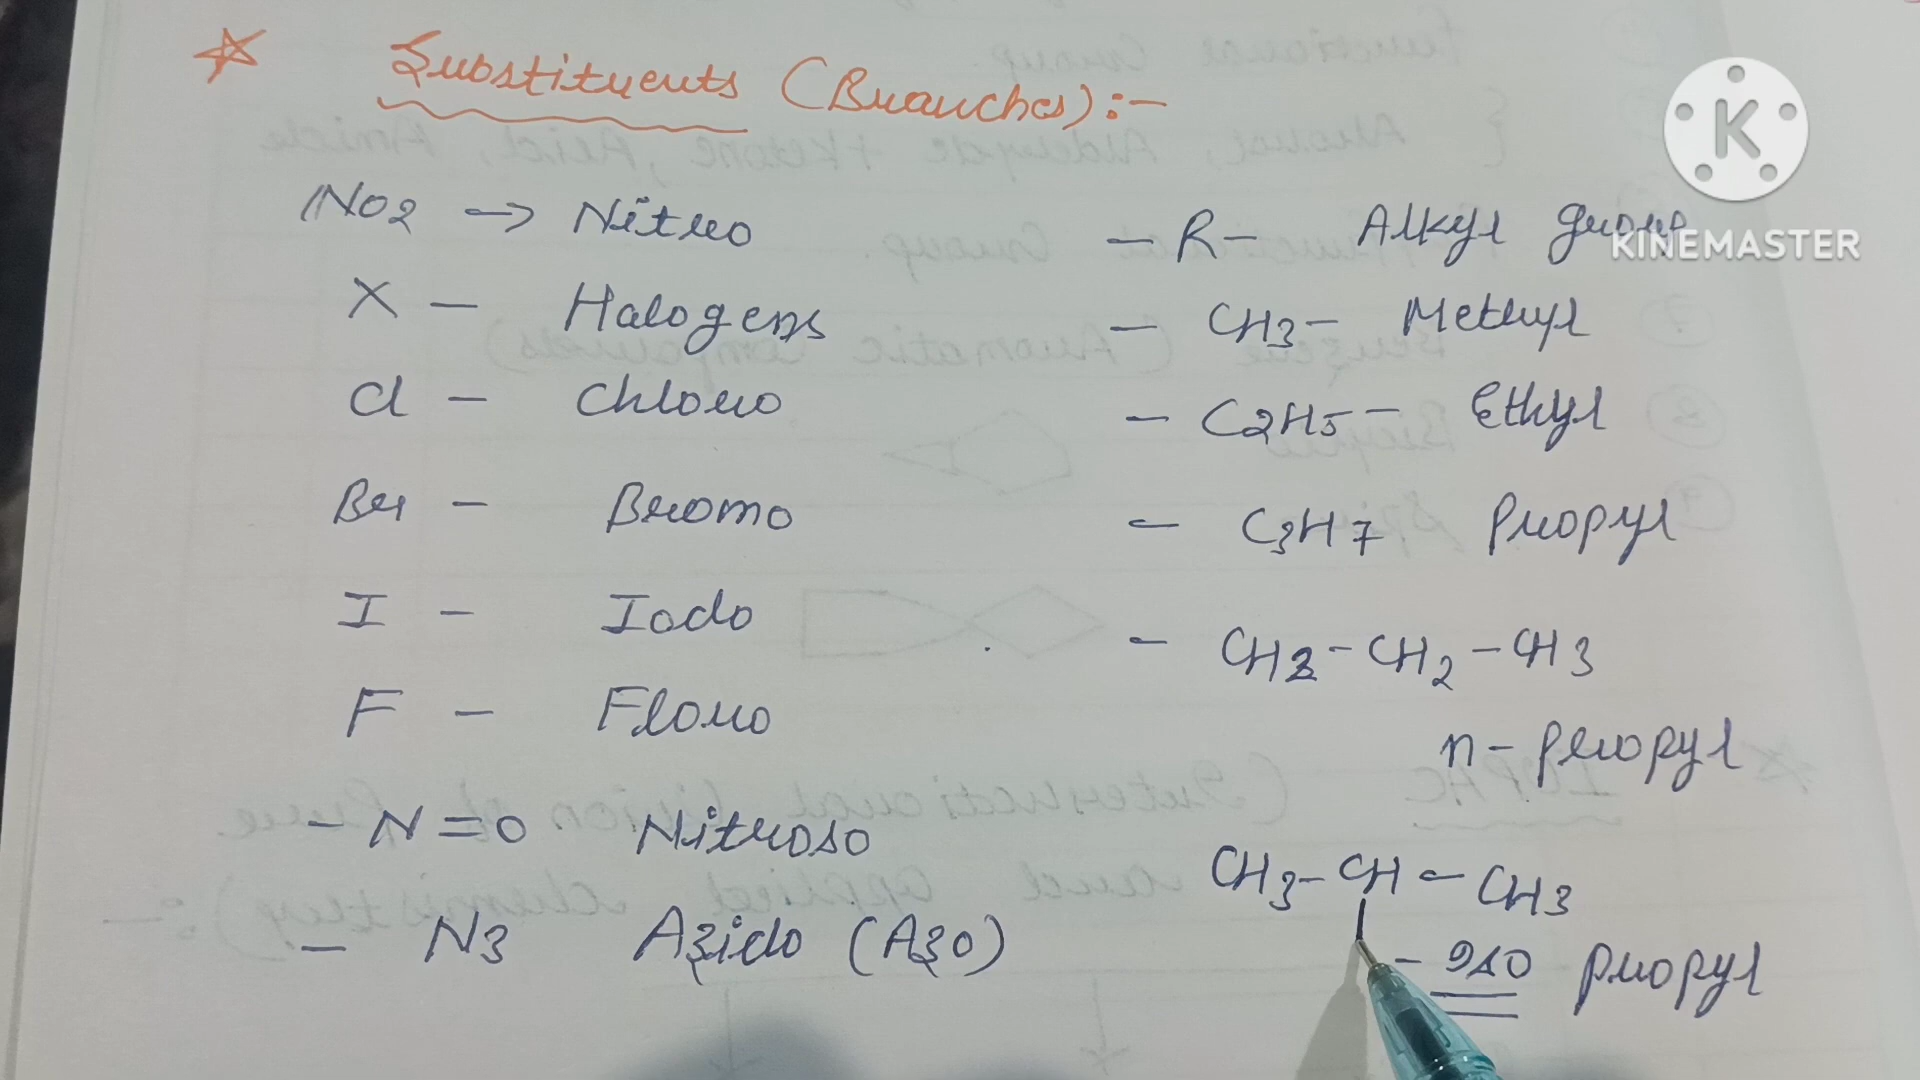 ☆ Substituents (Branches):-
NO2 → Nitro
X - Halogens
Cl - Chloro
Br - Bromo
I - Iodo
F - Floro
- N=O Nitroso
- N3 Azido (Azo)
- R- Alkyl group
- CH3- Methyl
- C2H5- Ethyl
- C3H7 Propyl
- CH2-CH2-CH3
n-propyl
CH3-CH-CH3
- iso propyl
K
KINEMASTER